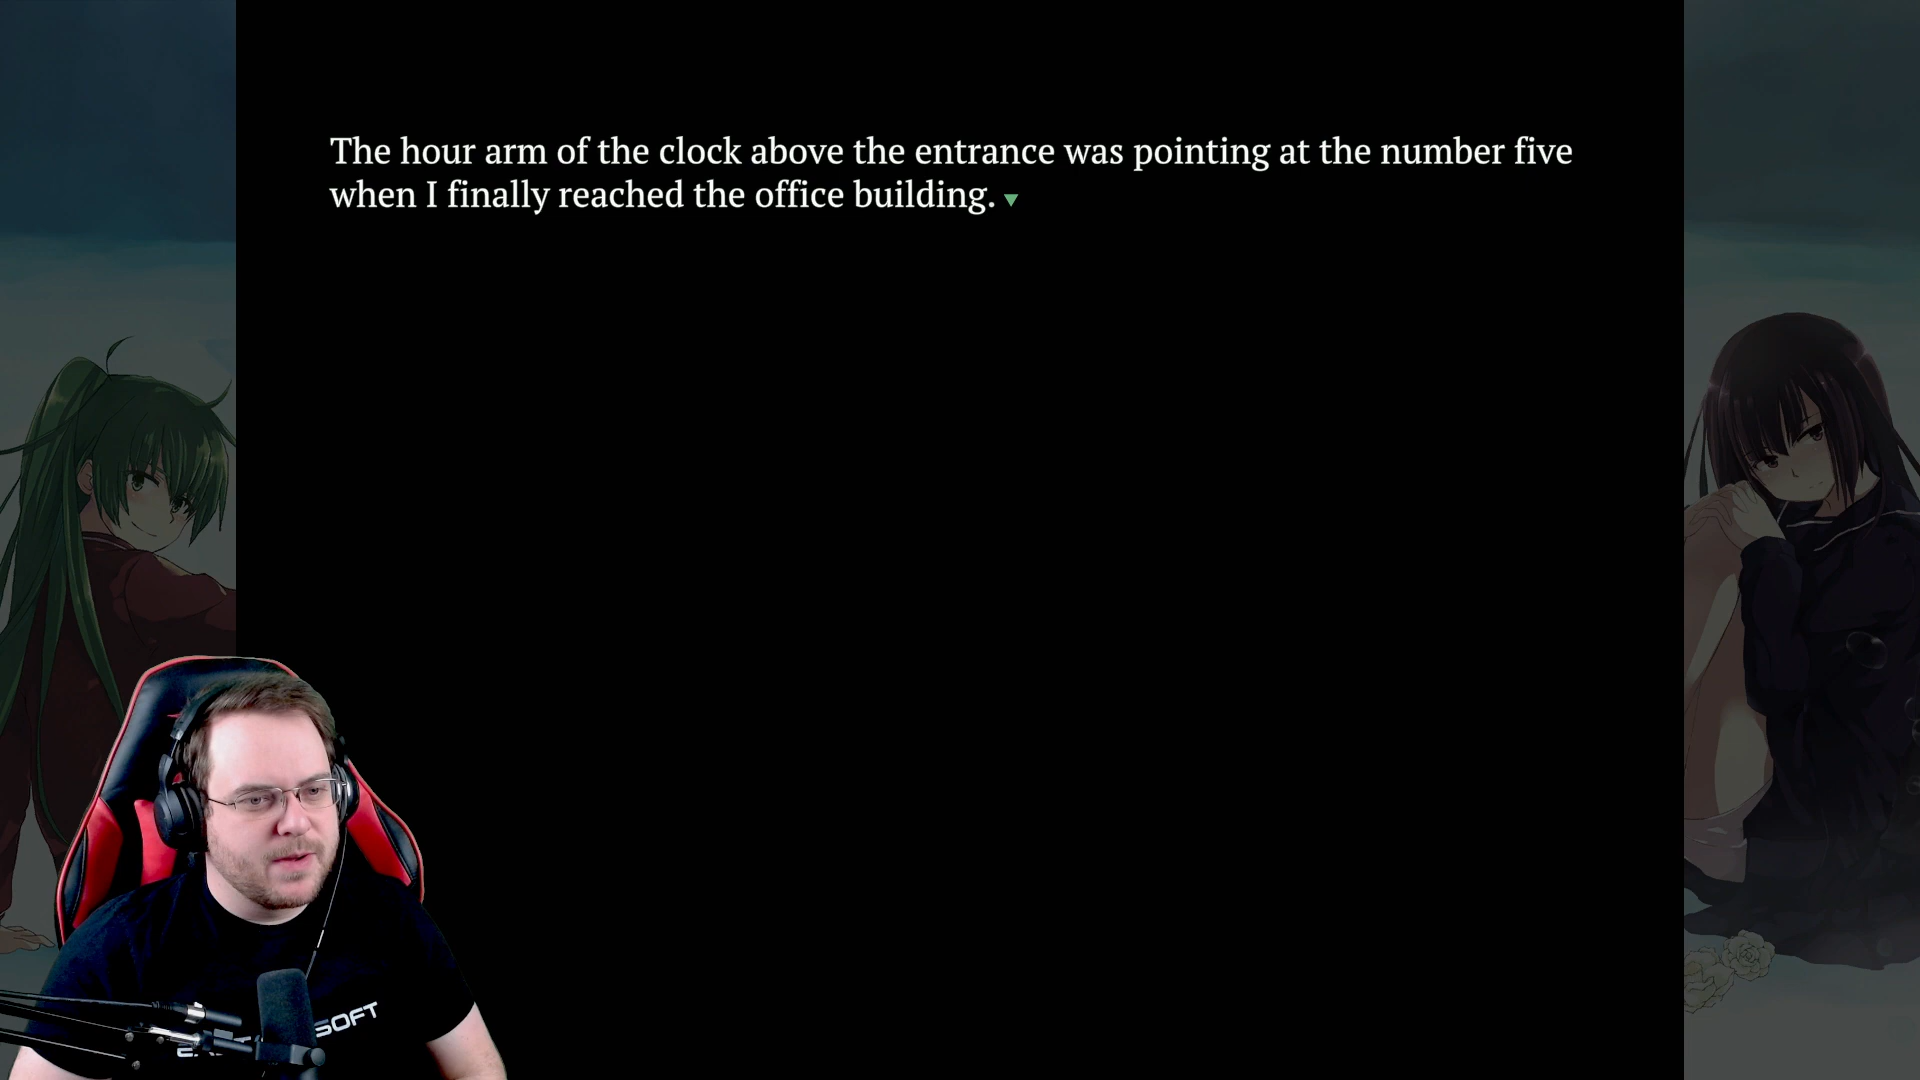 The hour arm of the clock above the entrance was pointing at the number five
when I finally reached the office building.
SOFT